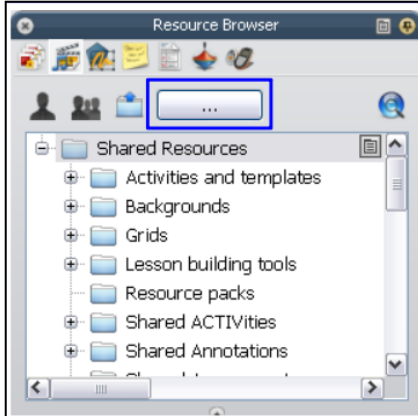 Resource Browser
...
Shared Resources
Activities and templates
Backgrounds
Grids
Lesson building tools
Resource packs
Shared ACTIVities
Shared Annotations